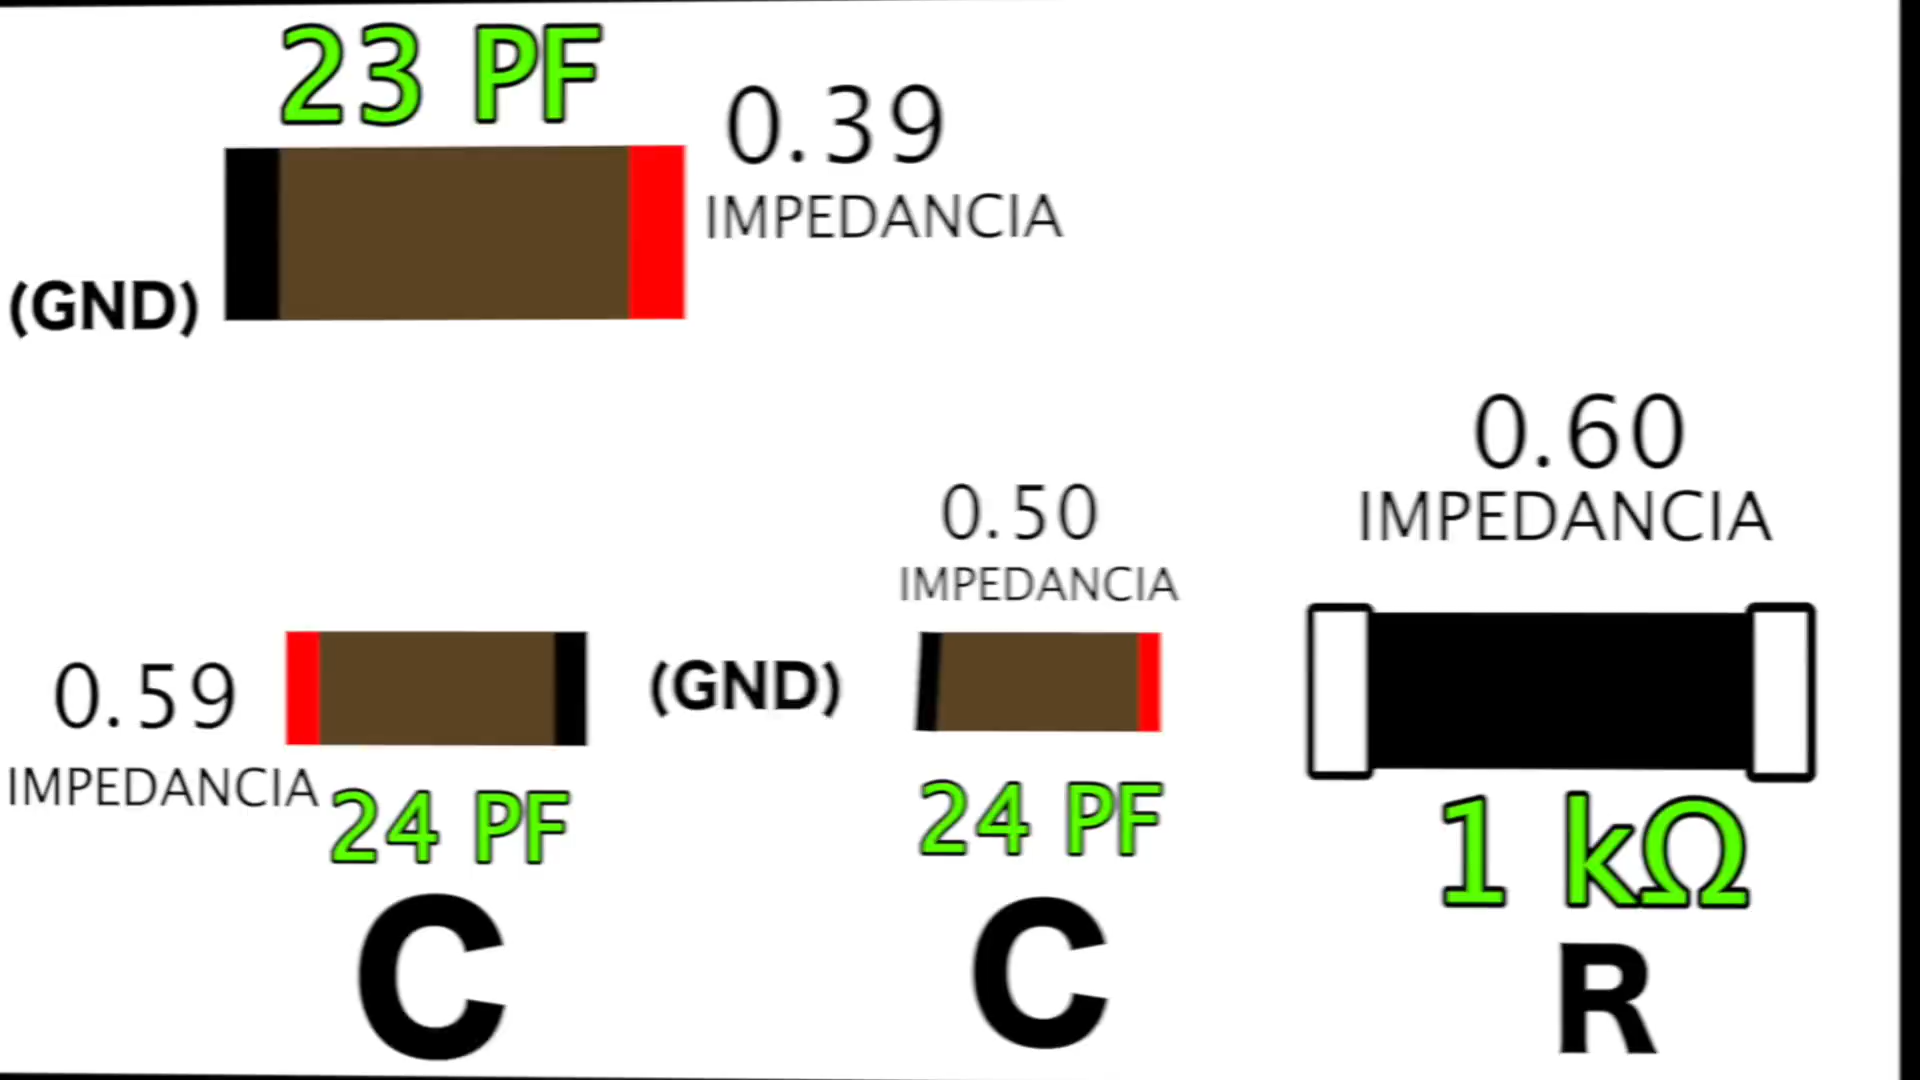 23 PF
0.39
IMPEDANCIA
(GND)
0.60
IMPEDANCIA
0.50
IMPEDANCIA
0.59
IMPEDANCIA
(GND)
24 PF
24 PF
1 kΩ
C
C
R